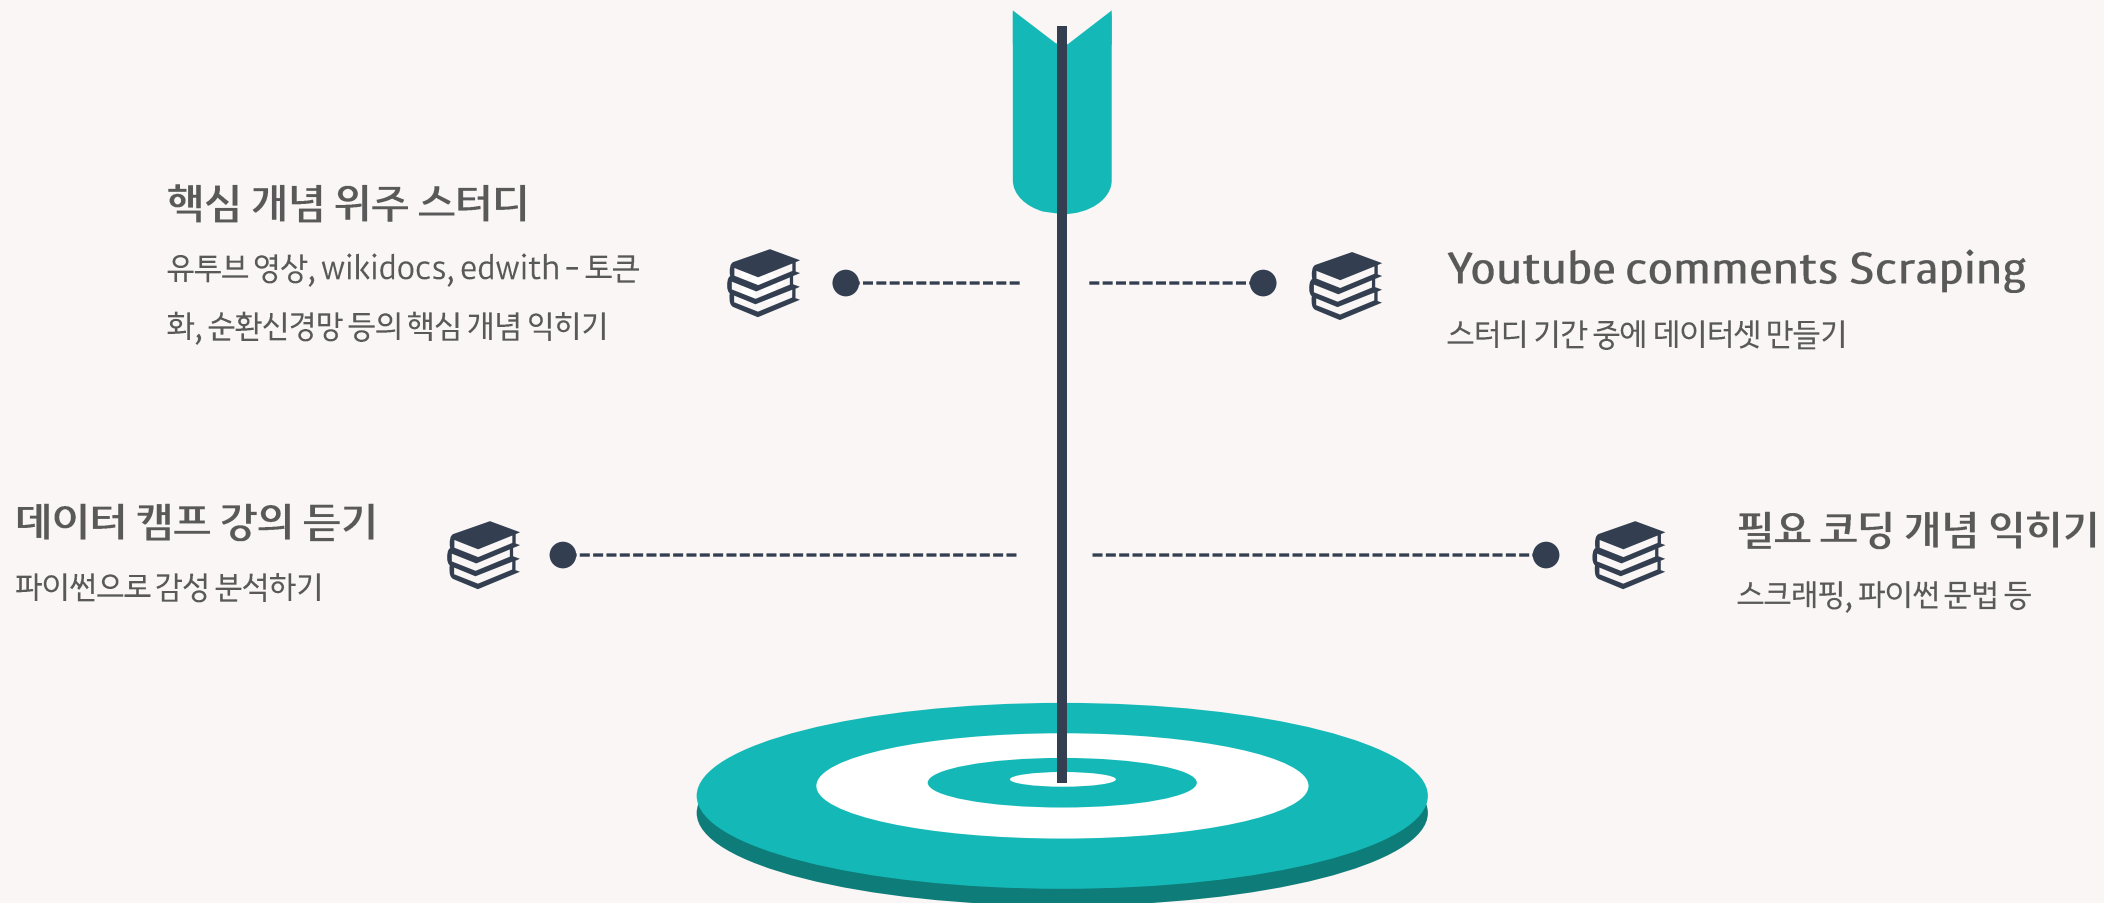 핵심 개념 위주 스터디
유투브 영상, wikidocs, edwith - 토큰
화, 순환신경망 등의 핵심 개념 익히기
Youtube comments Scraping
스터디 기간 중에 데이터셋 만들기
데이터 캠프 강의 듣기
파이썬으로 감성 분석하기
필요 코딩 개념 익히기
스크래핑, 파이썬 문법 등